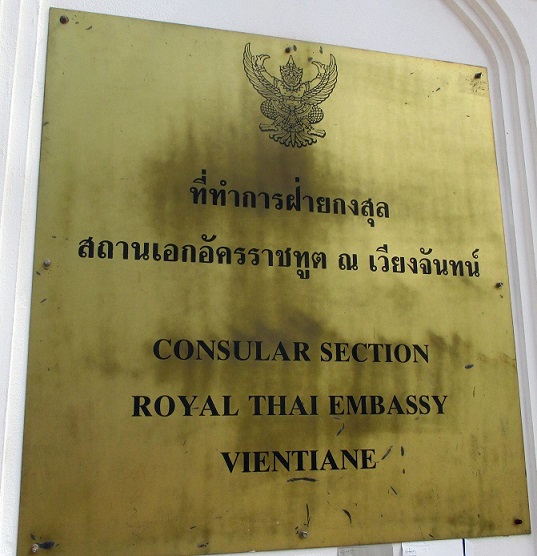 ที่ทำการฝ่ายกงสุล
สถานเอกอัครราชทูต ณ เวียงจันทน์
CONSULAR SECTION
ROYAL THAI EMBASSY
VIENTIANE